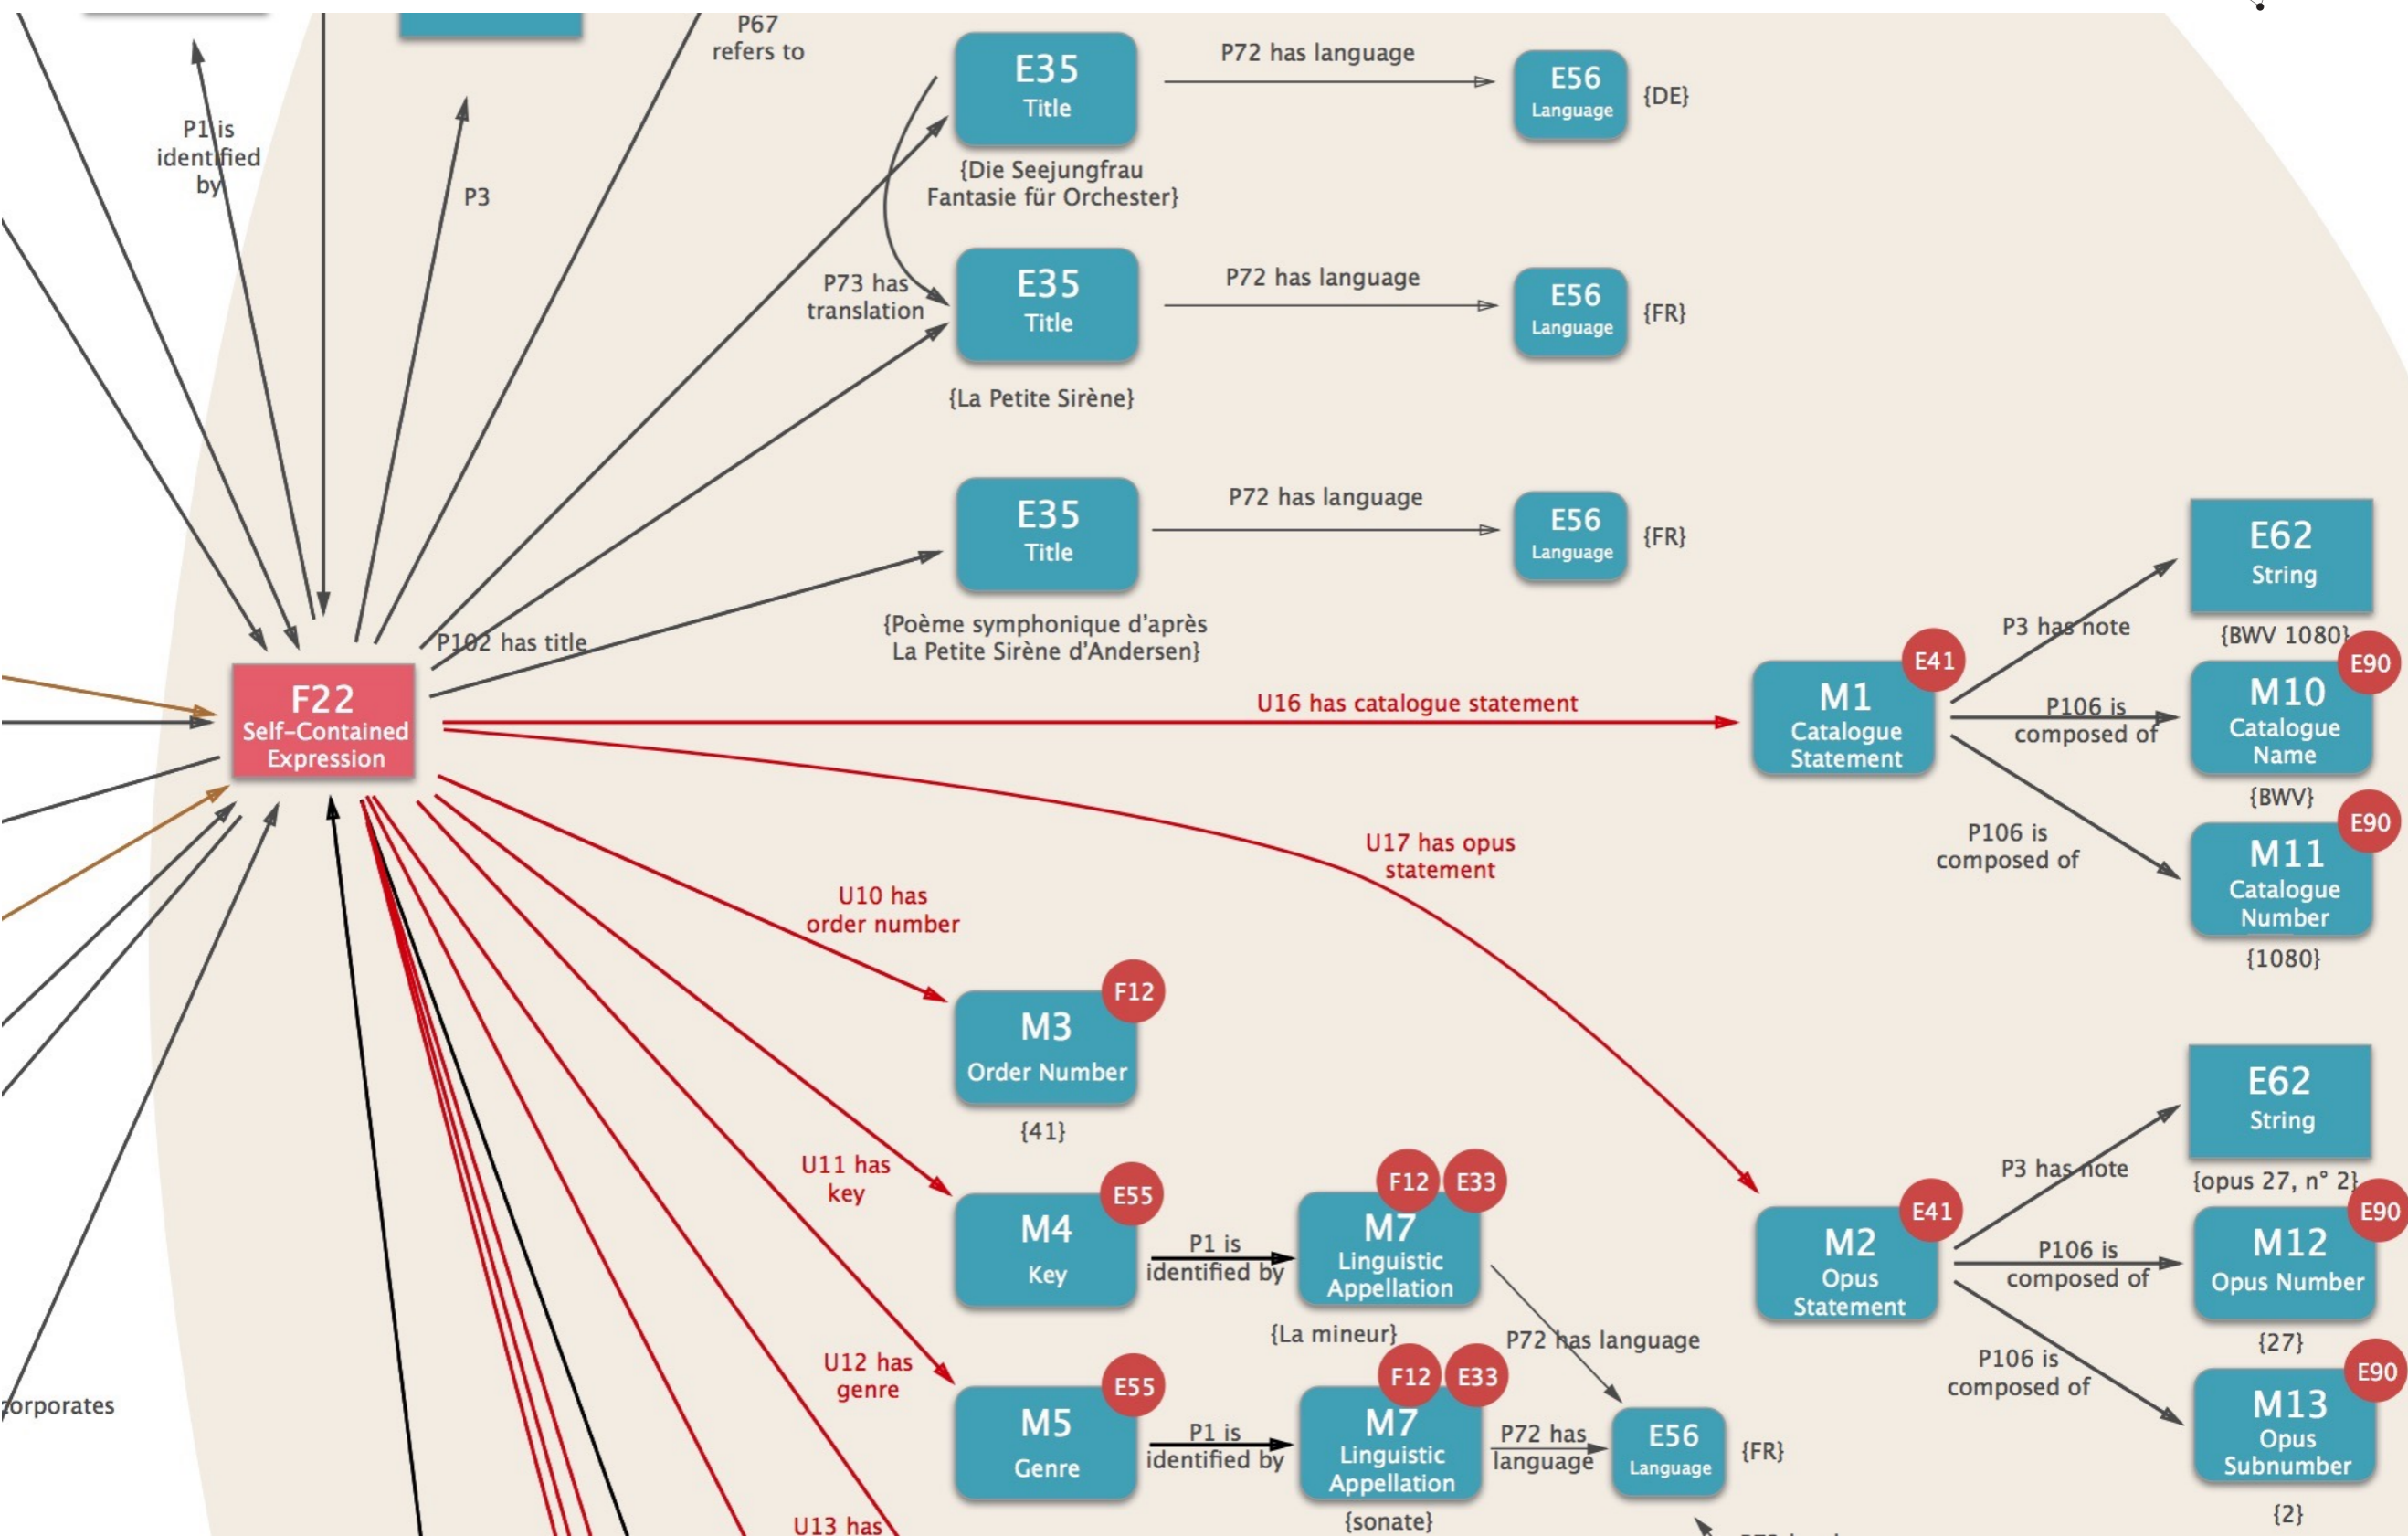 P67
refers to
P1 is
identified
by
P3
E35
Title
{Die Seejungfrau
Fantasie für Orchester}
P72 has language
E56
Language
{DE}
P73 has
translation
E35
Title
{La Petite Sirène}
P72 has language
E56
Language
{FR}
P102 has title
E35
Title
{Poème symphonique d'après
La Petite Sirène d'Andersen}
P72 has language
E56
Language
{FR}
F22
Self-Contained
Expression
U16 has catalogue statement
E41
M1
Catalogue
Statement
P3 has note
E62
String
{BWV 1080}
P106 is
composed of
E90
M10
Catalogue
Name
{BWV}
P106 is
composed of
E90
M11
Catalogue
Number
{1080}
U17 has opus
statement
U10 has
order number
F12
M3
Order Number
{41}
E41
M2
Opus
Statement
P3 has note
E62
String
{opus 27, n° 2}
P106 is
composed of
E90
M12
Opus Number
{27}
P106 is
composed of
E90
M13
Opus
Subnumber
{2}
U11 has
key
E55
M4
Key
P1 is
identified by
F12
E33
M7
Linguistic
Appellation
{La mineur}
P72 has language
U12 has
genre
E55
M5
Genre
P1 is
identified by
F12
E33
M7
Linguistic
Appellation
{sonate}
P72 has
language
E56
Language
{FR}
corporates
U13 has